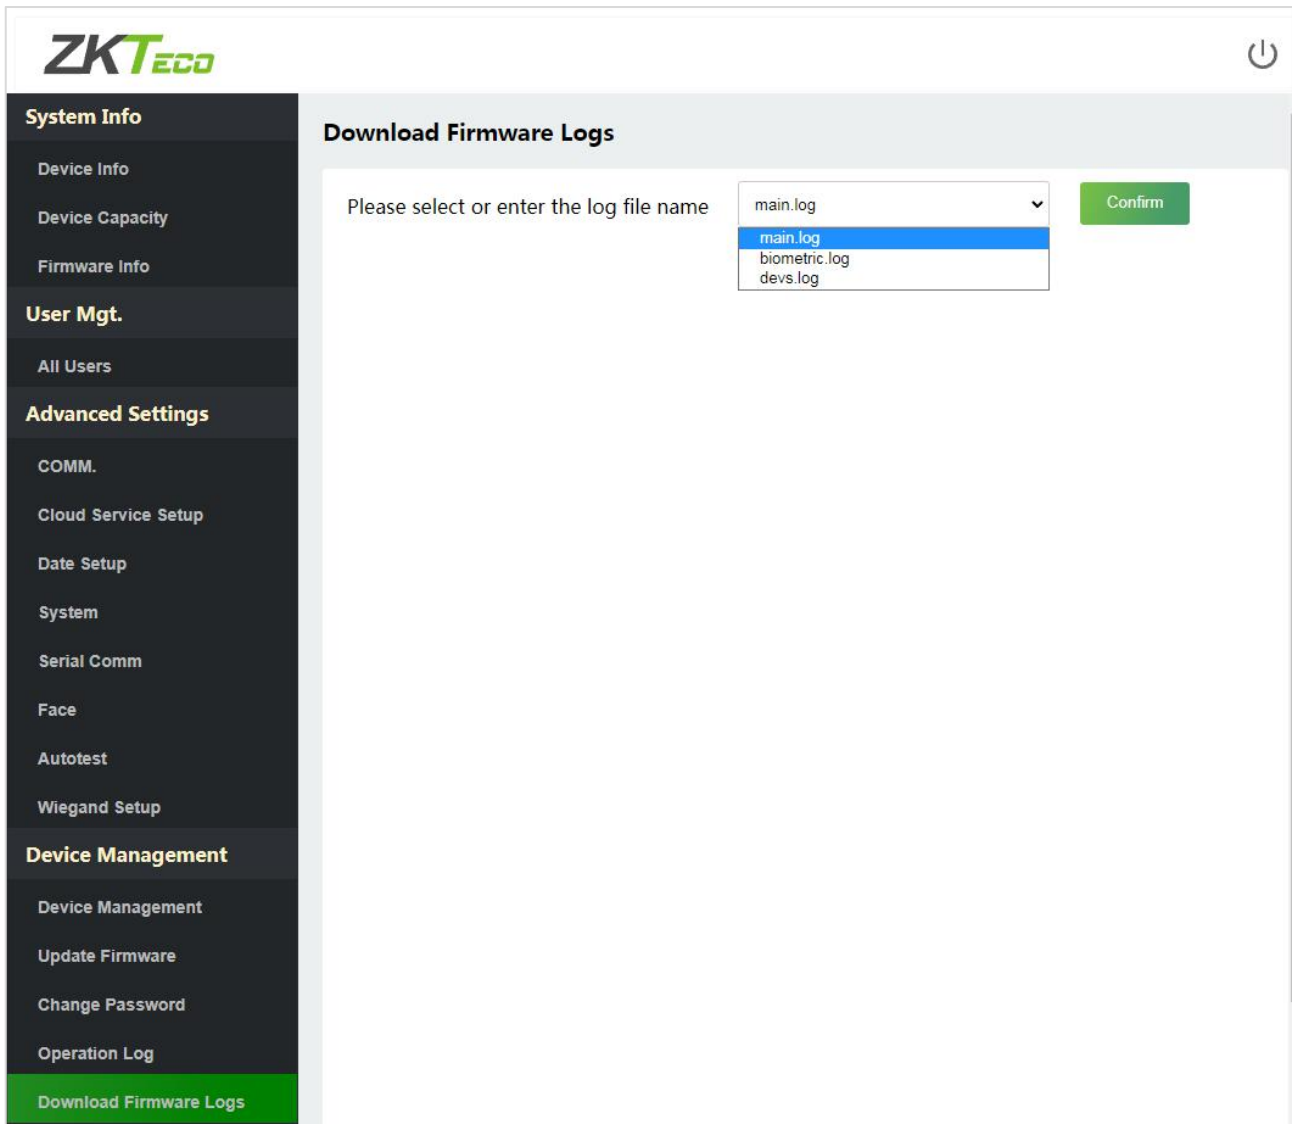 ZKTECO
System Info
Device Info
Device Capacity
Firmware Info
User Mgt.
All Users
Advanced Settings
COMM.
Cloud Service Setup
Date Setup
System
Serial Comm
Face
Autotest
Wiegand Setup
Device Management
Device Management
Update Firmware
Change Password
Operation Log
Download Firmware Logs
Download Firmware Logs
Please select or enter the log file name
main.log
Confirm
main.log
biometric.log
devs.log